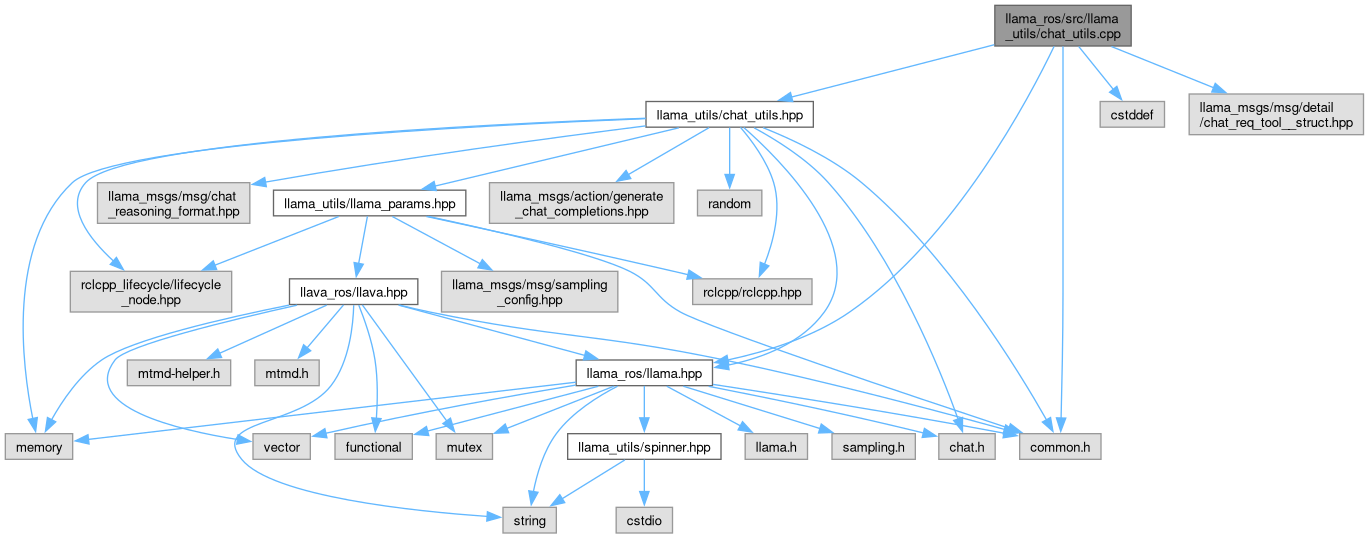 llama_ros/src/llama
_utils/chat_utils.cpp
llama_utils/chat_utils.hpp
cstddef
llama_msgs/msg/detail
/chat_req_tool__struct.hpp
llama_msgs/msg/chat
_reasoning_format.hpp
llama_utils/llama_params.hpp
llama_msgs/action/generate
_chat_completions.hpp
random
rclcpp_lifecycle/lifecycle
_node.hpp
llava_ros/llava.hpp
llama_msgs/msg/sampling
_config.hpp
rclcpp/rclcpp.hpp
mtmd-helper.h
mtmd.h
llama_ros/llama.hpp
memory
vector
functional
mutex
llama_utils/spinner.hpp
llama.h
sampling.h
chat.h
common.h
string
cstdio